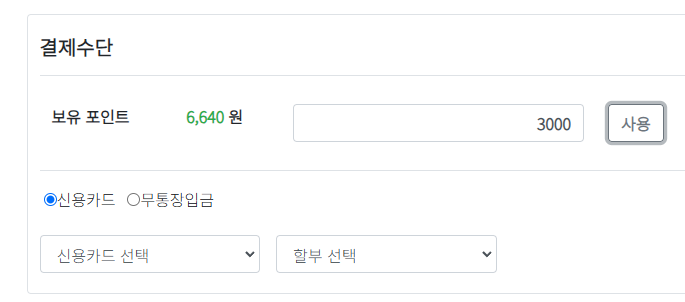 결제수단
보유 포인트 6,640 원 3000 사용
신용카드 무통장입금
신용카드 선택 할부 선택